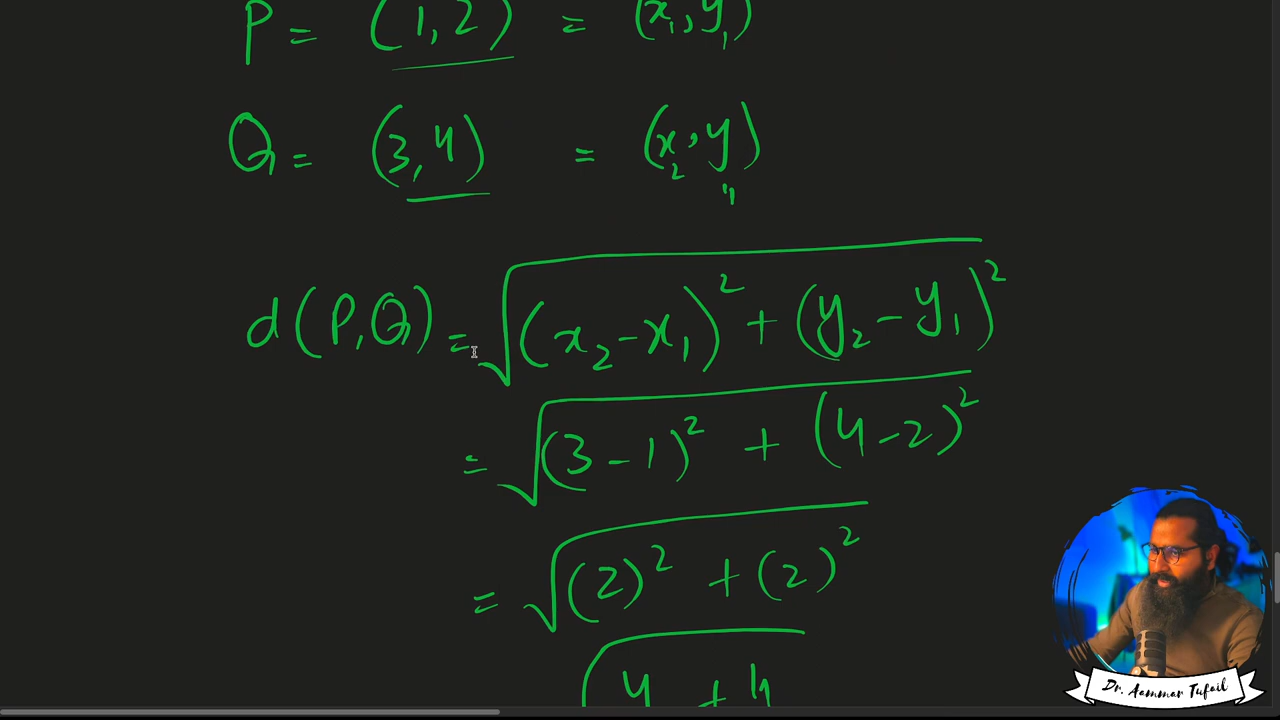 P = (1,2) = (x₁,y₁)
Q = (3,4) = (x₂,y₁)
d(P,Q) = √(x₂-x₁)² + (y₂-y₁)²
= √(3-1)² + (4-2)²
= √(2)² + (2)²
√4 + 4
Dr. Aammar Tufail